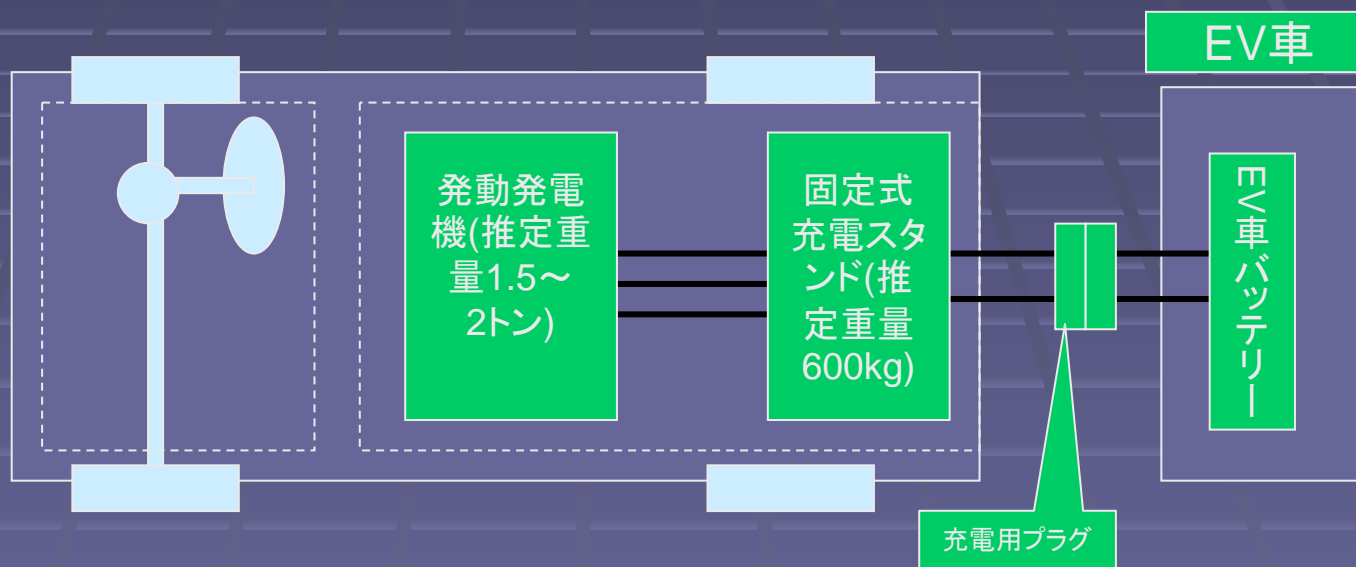 EV車
発動発電
機(推定重
量1.5～
2トン)
固定式
充電スタ
ンド(推
定重量
600kg)
EV車バッテリー
充電用プラグ